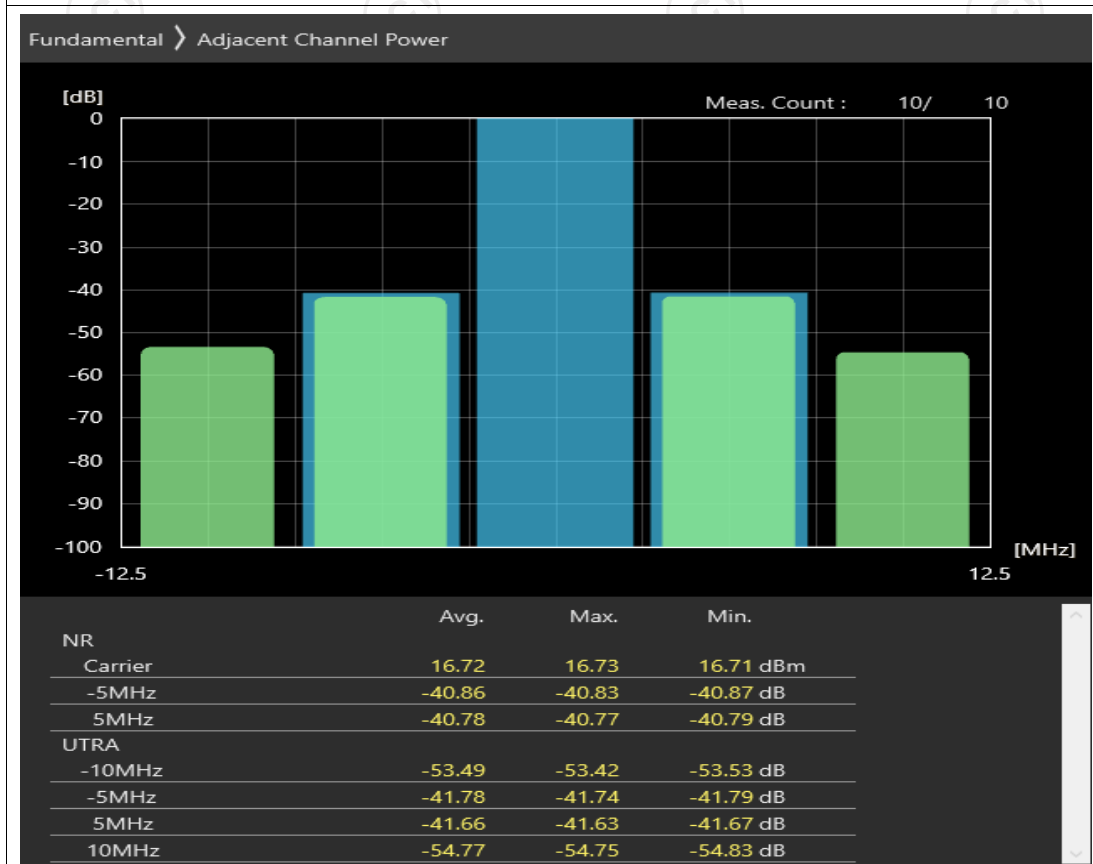 Fundamental ❯ Adjacent Channel Power
[dB]
Meas. Count : 10/ 10
0
-10
-20
-30
-40
-50
-60
-70
-80
-90
-100
[MHz]
-12.5 12.5
Avg. Max. Min.
NR
Carrier 16.72 16.73 16.71 dBm
-5MHz -40.86 -40.83 -40.87 dB
5MHz -40.78 -40.77 -40.79 dB
UTRA
-10MHz -53.49 -53.42 -53.53 dB
-5MHz -41.78 -41.74 -41.79 dB
5MHz -41.66 -41.63 -41.67 dB
10MHz -54.77 -54.75 -54.83 dB